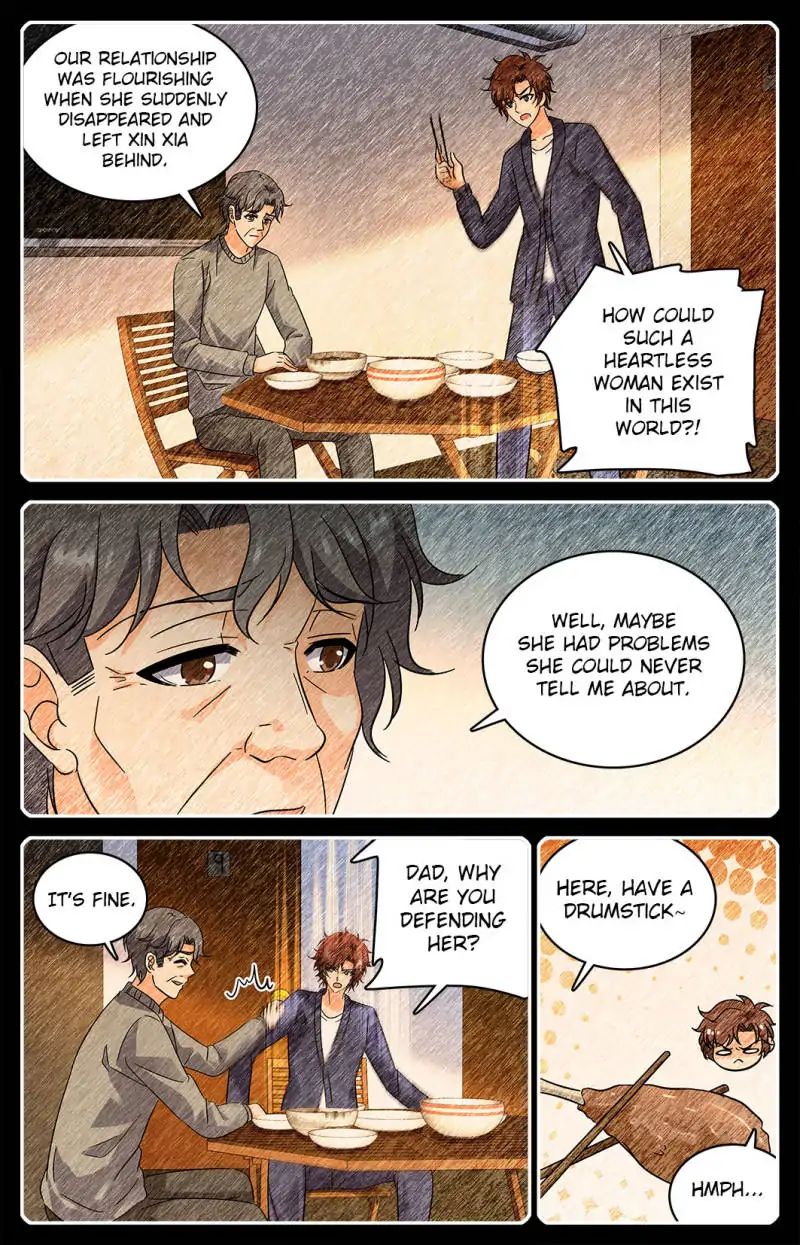 OUR RELATIONSHIP
WAS FLOURISHING
WHEN SHE SUDDENLY
DISAPPEARED AND
LEFT XIN XIA
BEHIND.
HOW COULD
SUCH A
HEARTLESS
WOMAN EXIST
IN THIS
WORLD?!
WELL, MAYBE
SHE HAD PROBLEMS
SHE COULD NEVER
TELL ME ABOUT.
DAD, WHY
ARE YOU
DEFENDING
HER?
IT'S FINE.
HERE, HAVE A
DRUMSTICK~
HMPH...